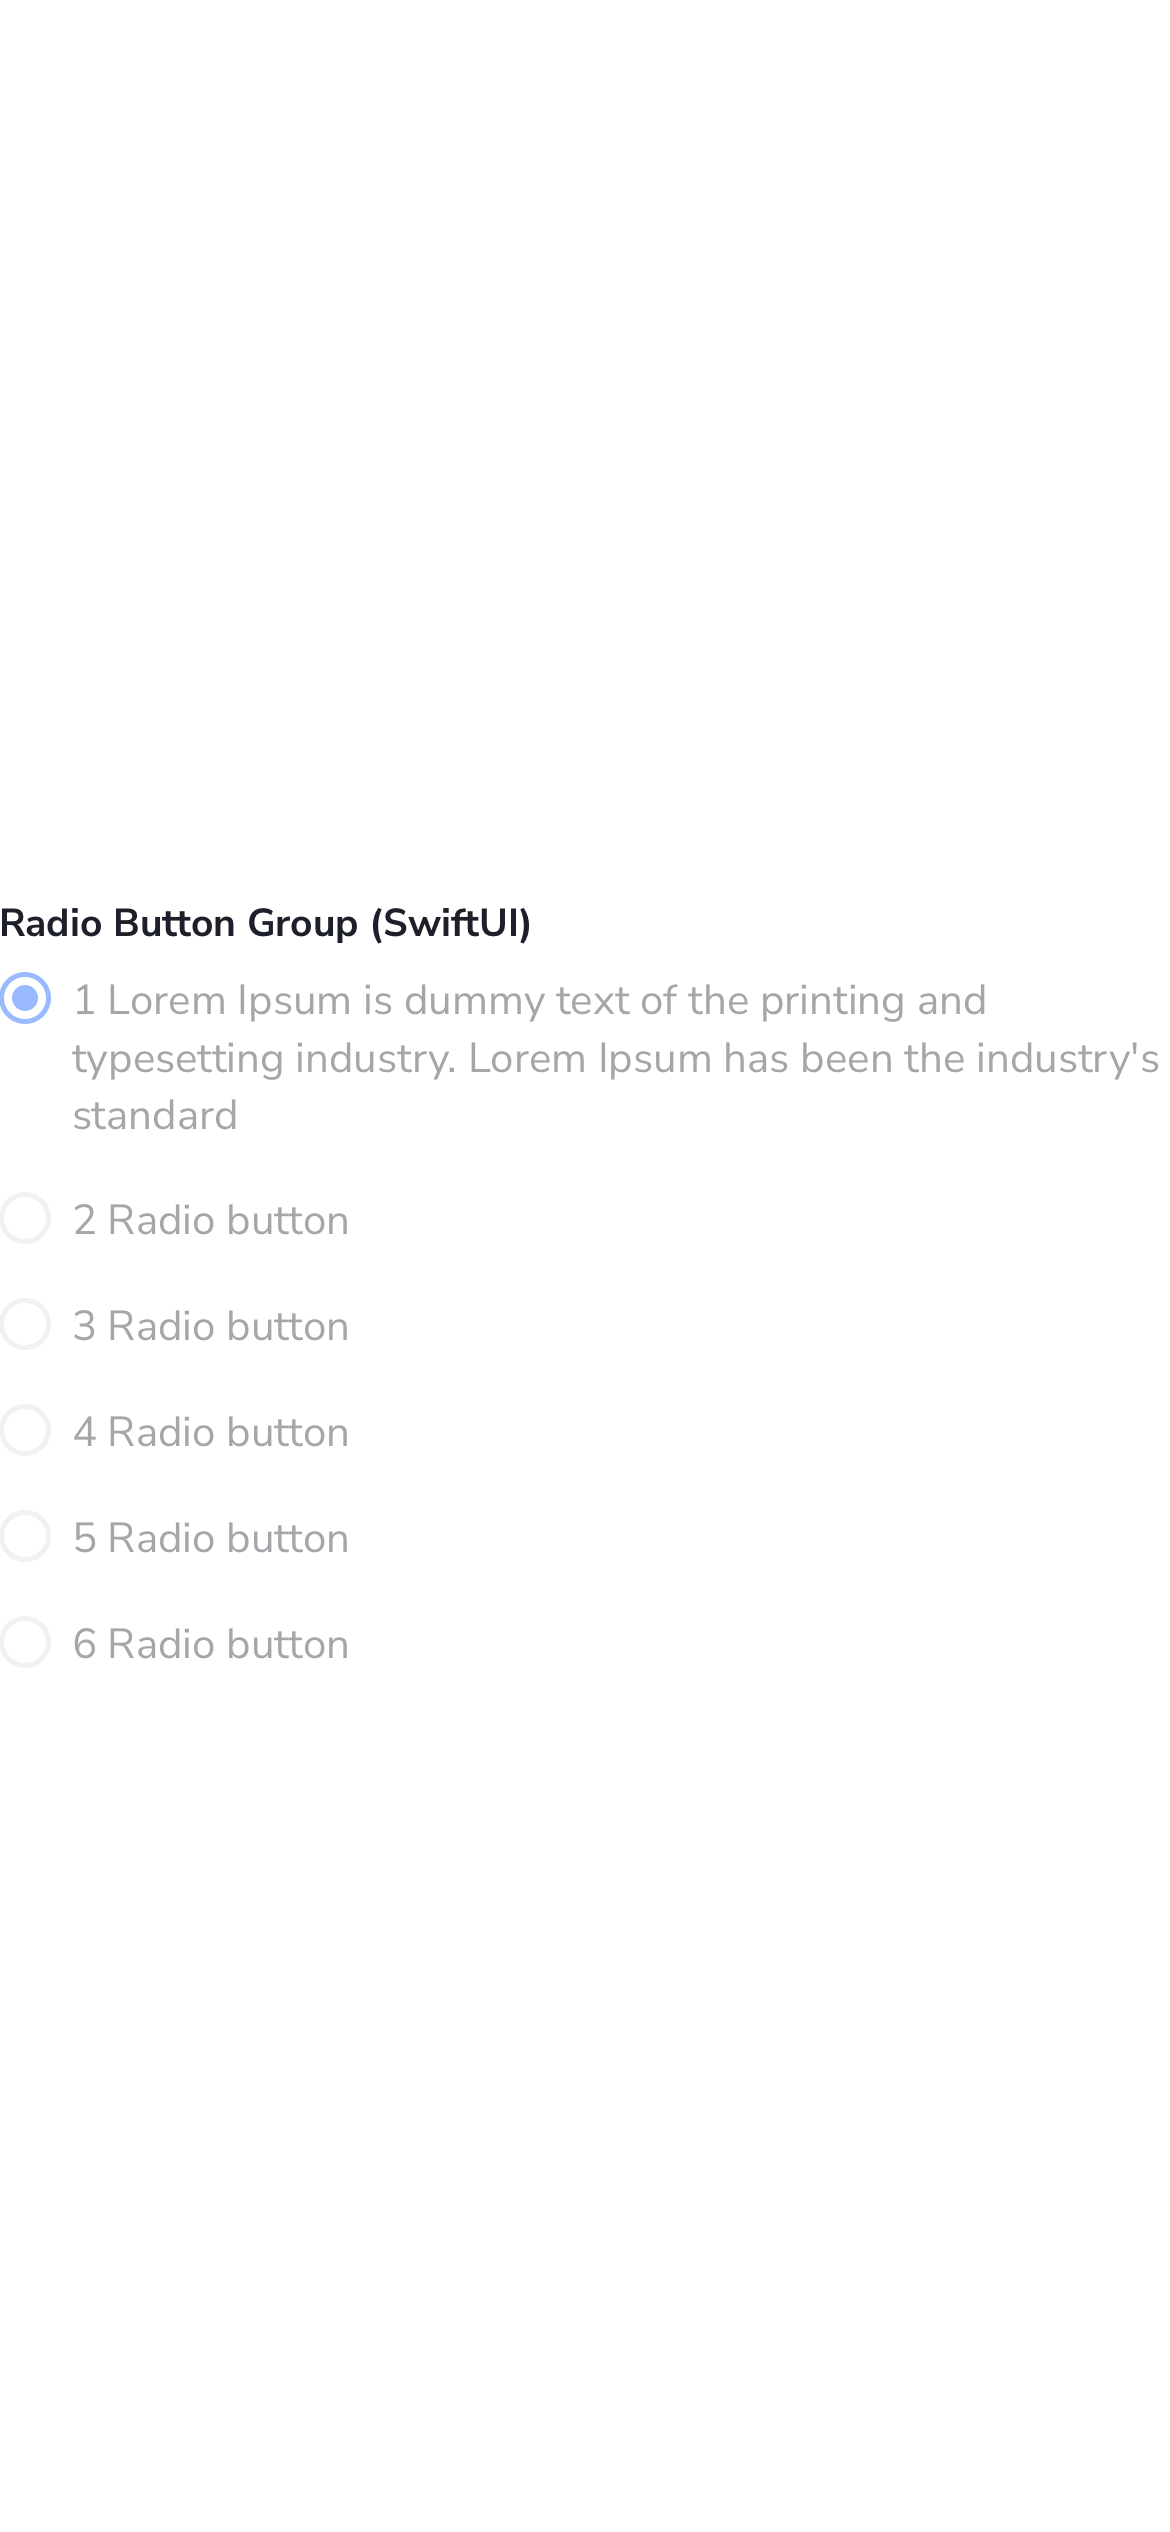 Radio Button Group (SwiftUI)
1 Lorem Ipsum is dummy text of the printing and
typesetting industry. Lorem Ipsum has been the industry's
standard
2 Radio button
3 Radio button
4 Radio button
5 Radio button
6 Radio button